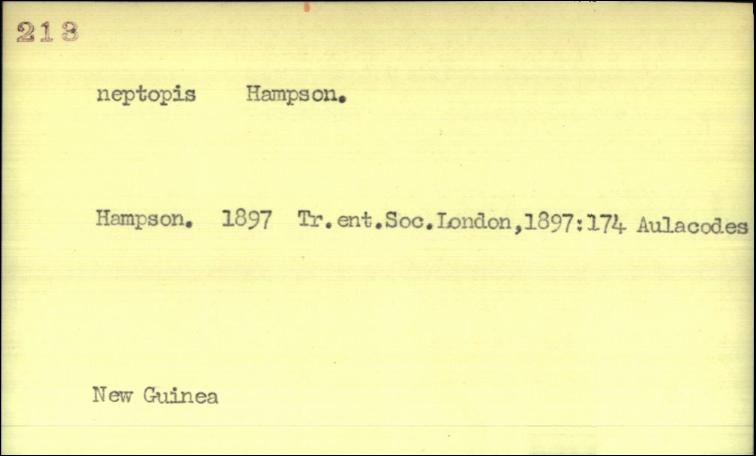 213
neptopis Hampson.
Hampson. 1897 Tr.ent.Soc.London,1897:174 Aulacodes
New Guinea